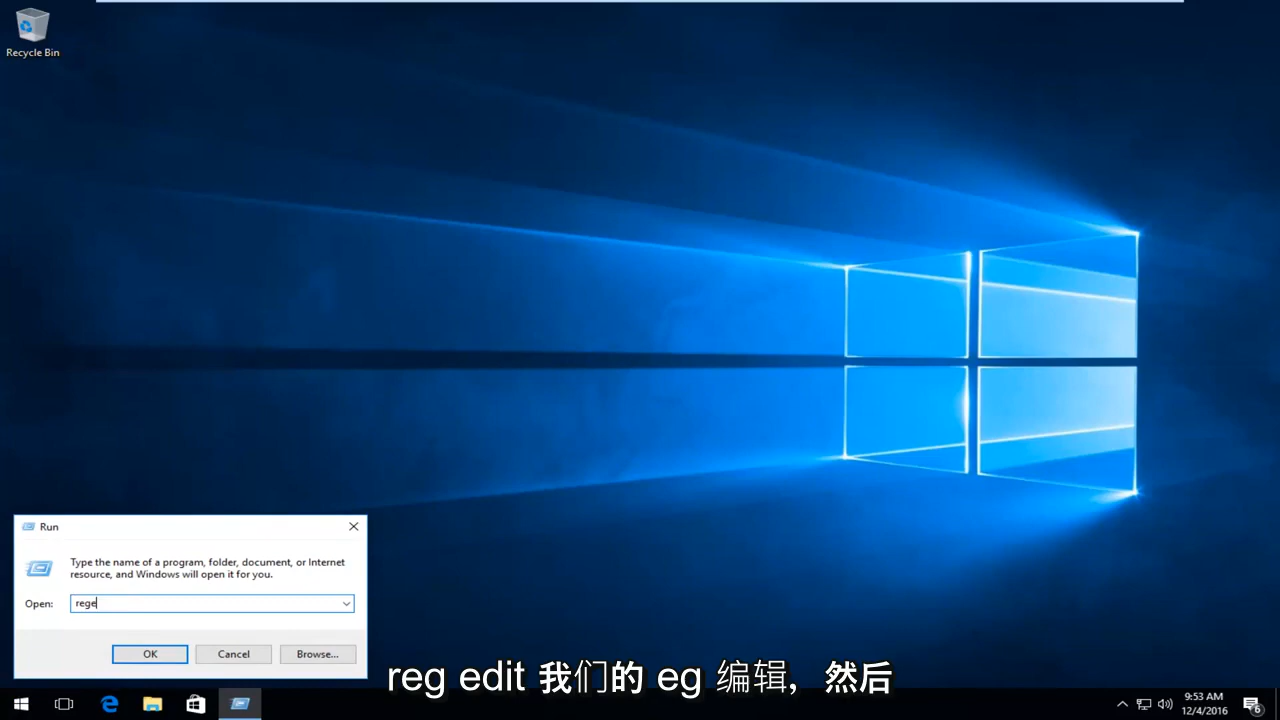 Recycle Bin
Run
Type the name of a program, folder, document, or Internet
resource, and Windows will open it for you.
Open:
rege
OK
Cancel
Browse...
reg edit 我们的 eg 编辑，然后
9:53 AM
12/4/2016
6